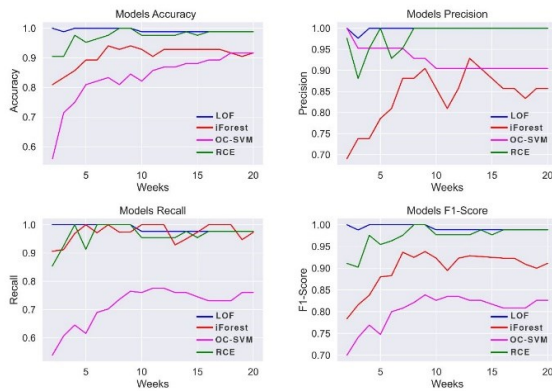 Models Accuracy
1.0
0.9
0.8
0.7
0.6
Accuracy
LOF
iForest
OC-SVM
RCE
5
10
15
20
Weeks
Models Precision
1.00
0.95
0.90
0.85
0.80
0.75
0.70
Precision
LOF
iForest
OC-SVM
RCE
5
10
15
20
Weeks
Models Recall
1.0
0.9
0.8
0.7
0.6
Recall
LOF
iForest
OC-SVM
RCE
5
10
15
20
Weeks
Models F1-Score
1.00
0.95
0.90
0.85
0.80
0.75
0.70
F1-Score
LOF
iForest
OC-SVM
RCE
5
10
15
20
Weeks